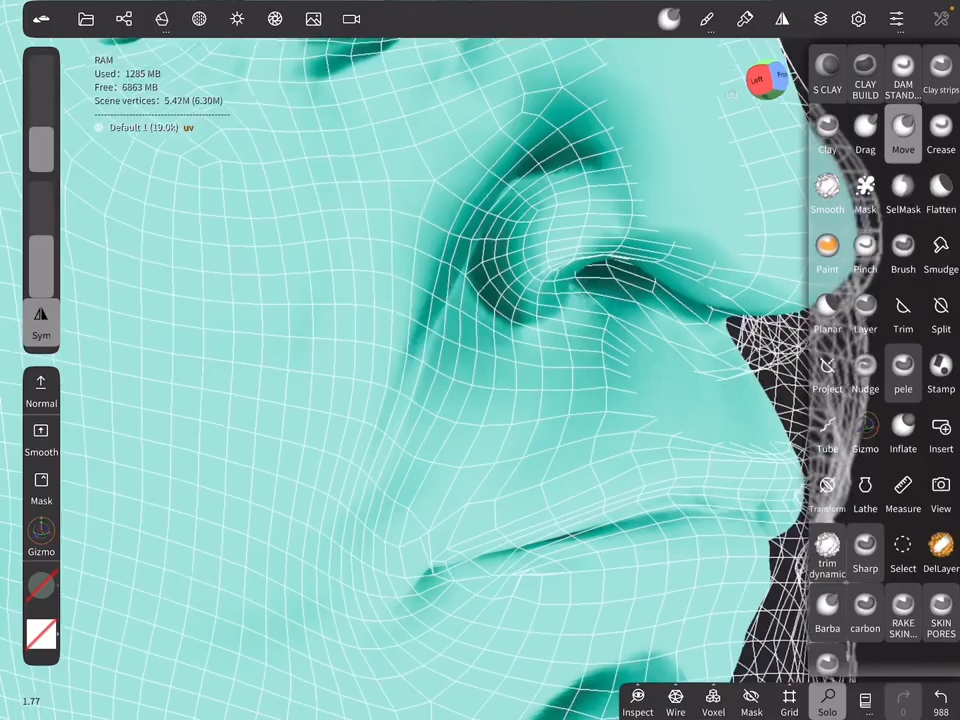 RAM
Used: 1285 MB
Free: 6863 MB
Scene vertices: 5.42M (6.30M)
Default 1 (19.0k) uv
Left
Sym
Normal
Smooth
Mask
Gizmo
1.77
S CLAY
CLAY BUILD
DAM STAND...
Clay strips
Clay
Drag
Move
Crease
Smooth
Mask
SelMask
Flatten
Paint
Pinch
Brush
Smudge
Planar
Layer
Trim
Split
Project
Nudge
pele
Stamp
Tube
Gizmo
Inflate
Insert
Transform
Lathe
Measure
View
trim dynamic
Sharp
Select
DelLayer
Barba
carbon
RAKE SKIN...
SKIN PORES
Inspect
Wire
Voxel
Mask
Grid
Solo
0
988